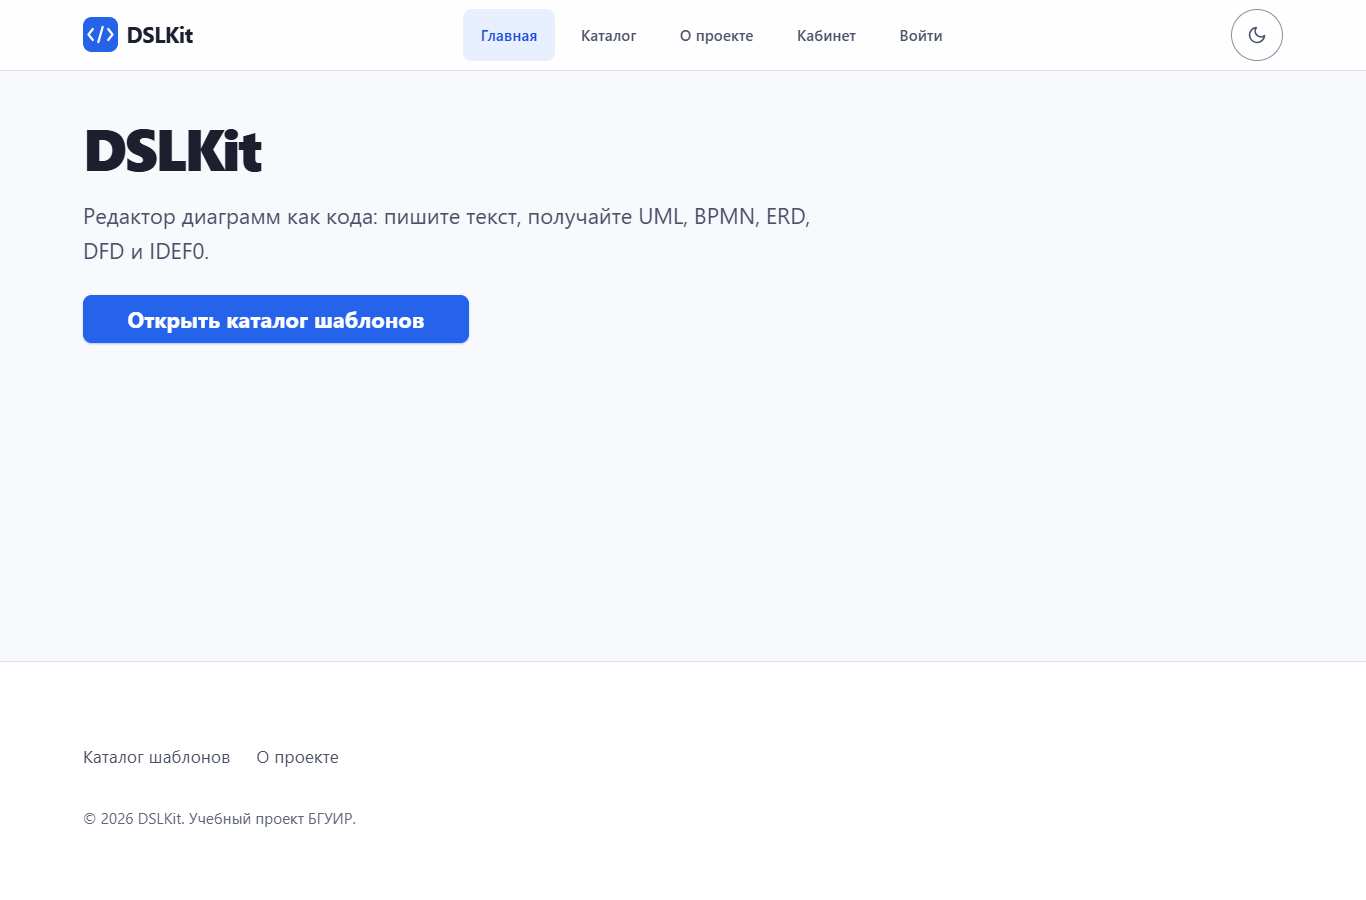 DSLKit
Главная
Каталог
О проекте
Кабинет
Войти
DSLKit
Редактор диаграмм как кода: пишите текст, получайте UML, BPMN, ERD,
DFD и IDEF0.
Открыть каталог шаблонов
Каталог шаблонов
О проекте
© 2026 DSLKit. Учебный проект БГУИР.